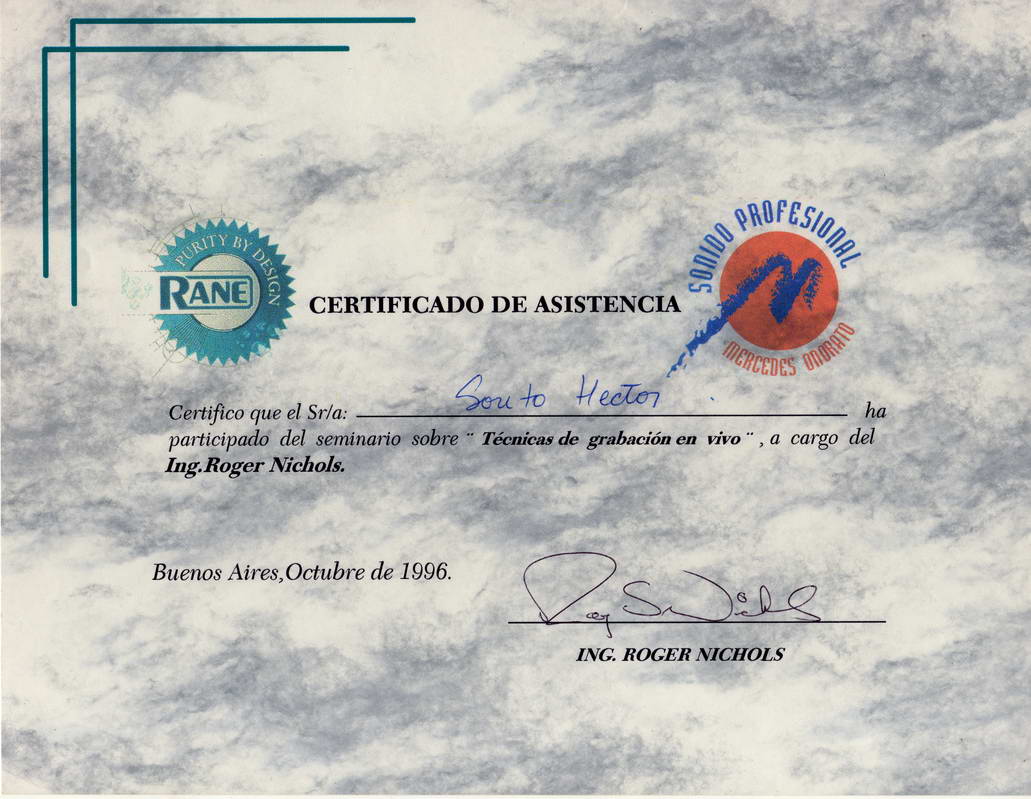 PURITY BY DESIGN
RANE
CERTIFICADO DE ASISTENCIA
SONIDO PROFESIONAL
MERCEDES ONORATO
Certifico que el Sr/a: Souto Hector ha
participado del seminario sobre ¨ Técnicas de grabación en vivo ¨ , a cargo del
Ing.Roger Nichols.
Buenos Aires,Octubre de 1996.
Roger S. Nichols
ING. ROGER NICHOLS